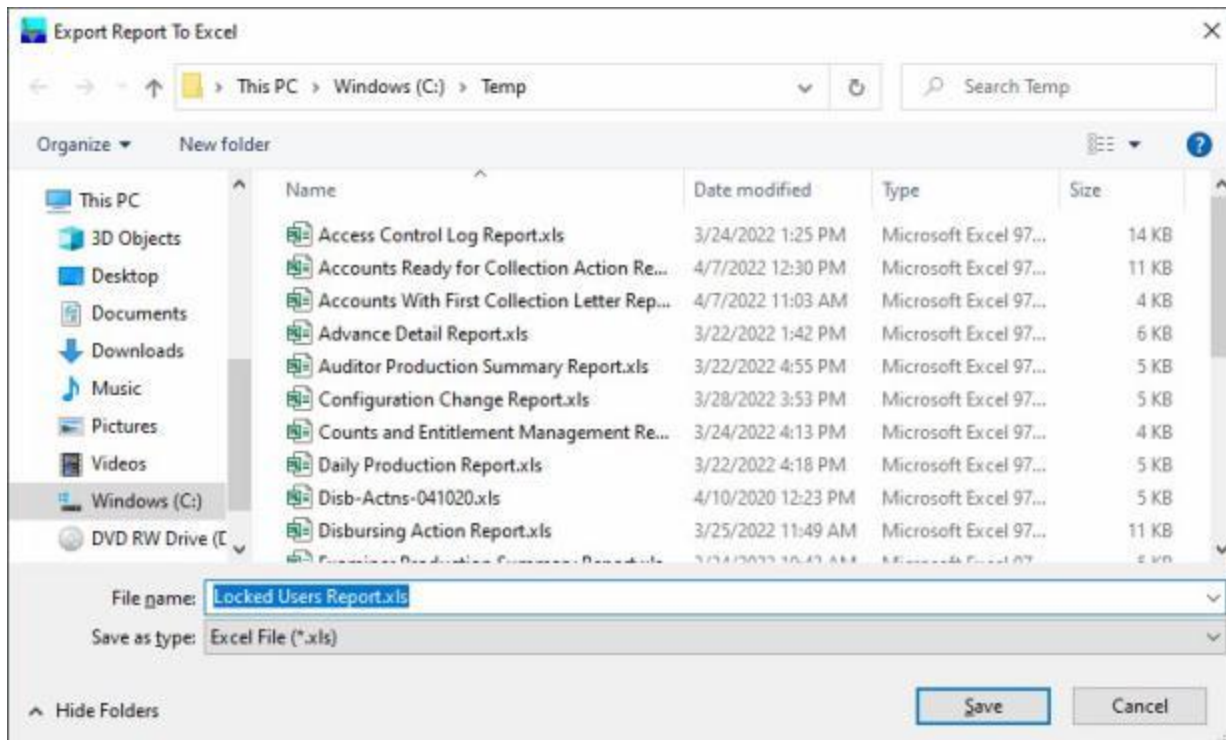 Export Report To Excel
This PC > Windows (C:) > Temp
Search Temp
Organize
New folder
Name Date modified Type Size
This PC
3D Objects
Desktop
Documents
Downloads
Music
Pictures
Videos
Windows (C:)
DVD RW Drive (D
Access Control Log Report.xls 3/24/2022 1:25 PM Microsoft Excel 97... 14 KB
Accounts Ready for Collection Action Re... 4/7/2022 12:30 PM Microsoft Excel 97... 11 KB
Accounts With First Collection Letter Rep... 4/7/2022 11:03 AM Microsoft Excel 97... 4 KB
Advance Detail Report.xls 3/22/2022 1:42 PM Microsoft Excel 97... 6 KB
Auditor Production Summary Report.xls 3/22/2022 4:55 PM Microsoft Excel 97... 5 KB
Configuration Change Report.xls 3/28/2022 3:53 PM Microsoft Excel 97... 5 KB
Counts and Entitlement Management Re... 3/24/2022 4:13 PM Microsoft Excel 97... 4 KB
Daily Production Report.xls 3/22/2022 4:18 PM Microsoft Excel 97... 5 KB
Disb-Actns-041020.xls 4/10/2020 12:23 PM Microsoft Excel 97... 5 KB
Disbursing Action Report.xls 3/25/2022 11:49 AM Microsoft Excel 97... 11 KB
File name: Locked Users Report.xls
Save as type: Excel File (*.xls)
Hide Folders
Save
Cancel